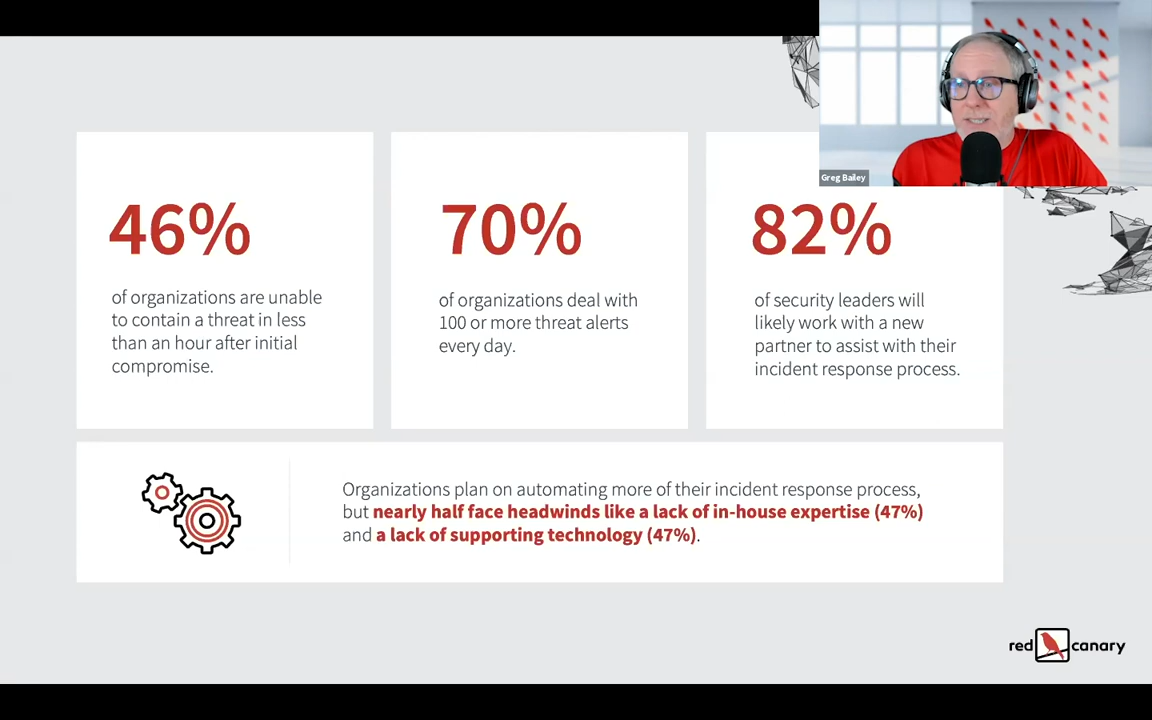 Greg Bailey
46%
of organizations are unable
to contain a threat in less
than an hour after initial
compromise.
70%
of organizations deal with
100 or more threat alerts
every day.
82%
of security leaders will
likely work with a new
partner to assist with their
incident response process.
Organizations plan on automating more of their incident response process,
but nearly half face headwinds like a lack of in-house expertise (47%)
and a lack of supporting technology (47%).
red canary